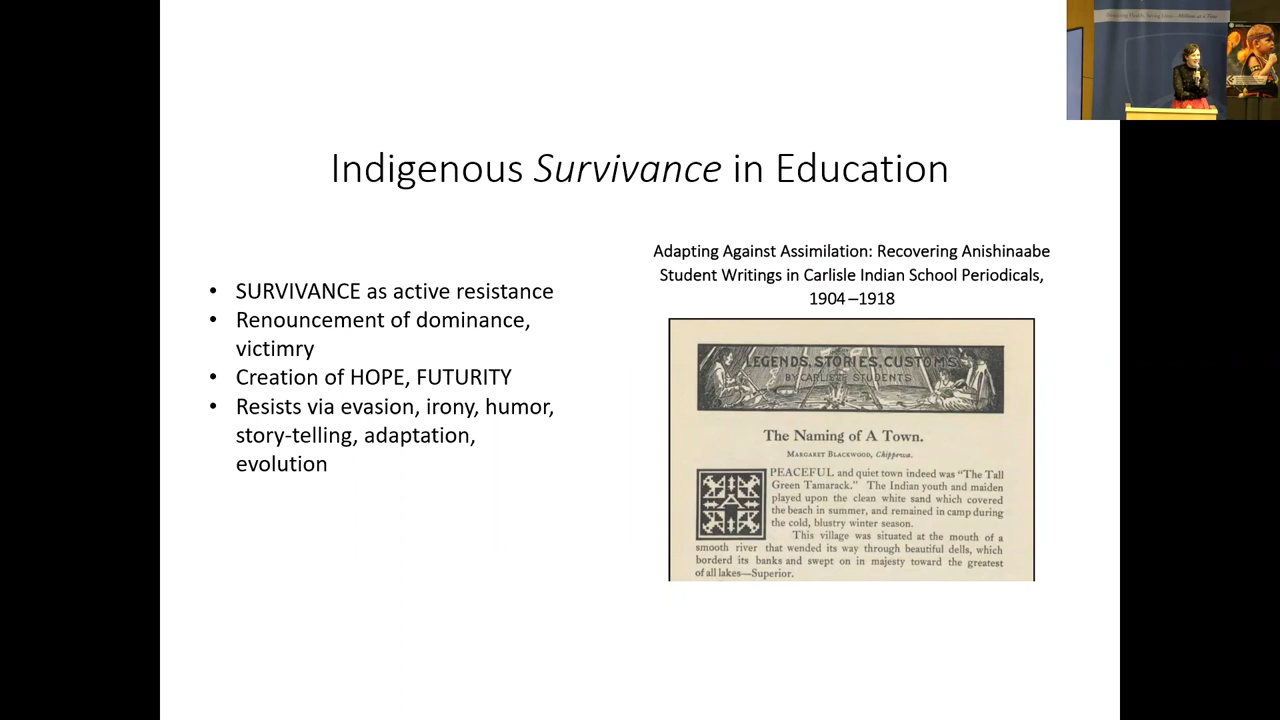 Indigenous Survivance in Education
• SURVIVANCE as active resistance
• Renouncement of dominance,
victimry
• Creation of HOPE, FUTURITY
• Resists via evasion, irony, humor,
story-telling, adaptation,
evolution
Adapting Against Assimilation: Recovering Anishinaabe
Student Writings in Carlisle Indian School Periodicals,
1904–1918
LEGENDS, STORIES, CUSTOMS
BY CARLISLE STUDENTS
The Naming of A Town.
MARGARET BLACKWOOD, Chippewa.
A PEACEFUL and quiet town indeed was "The Tall
Green Tamarack." The Indian youth and maiden
played upon the clean white sand which covered
the beach in summer, and remained in camp during
the cold, blustry winter season.
This village was situated at the mouth of a
smooth river that wended its way through beautiful dells, which
borderd its banks and swept on in majesty toward the greatest
of all lakes—Superior.